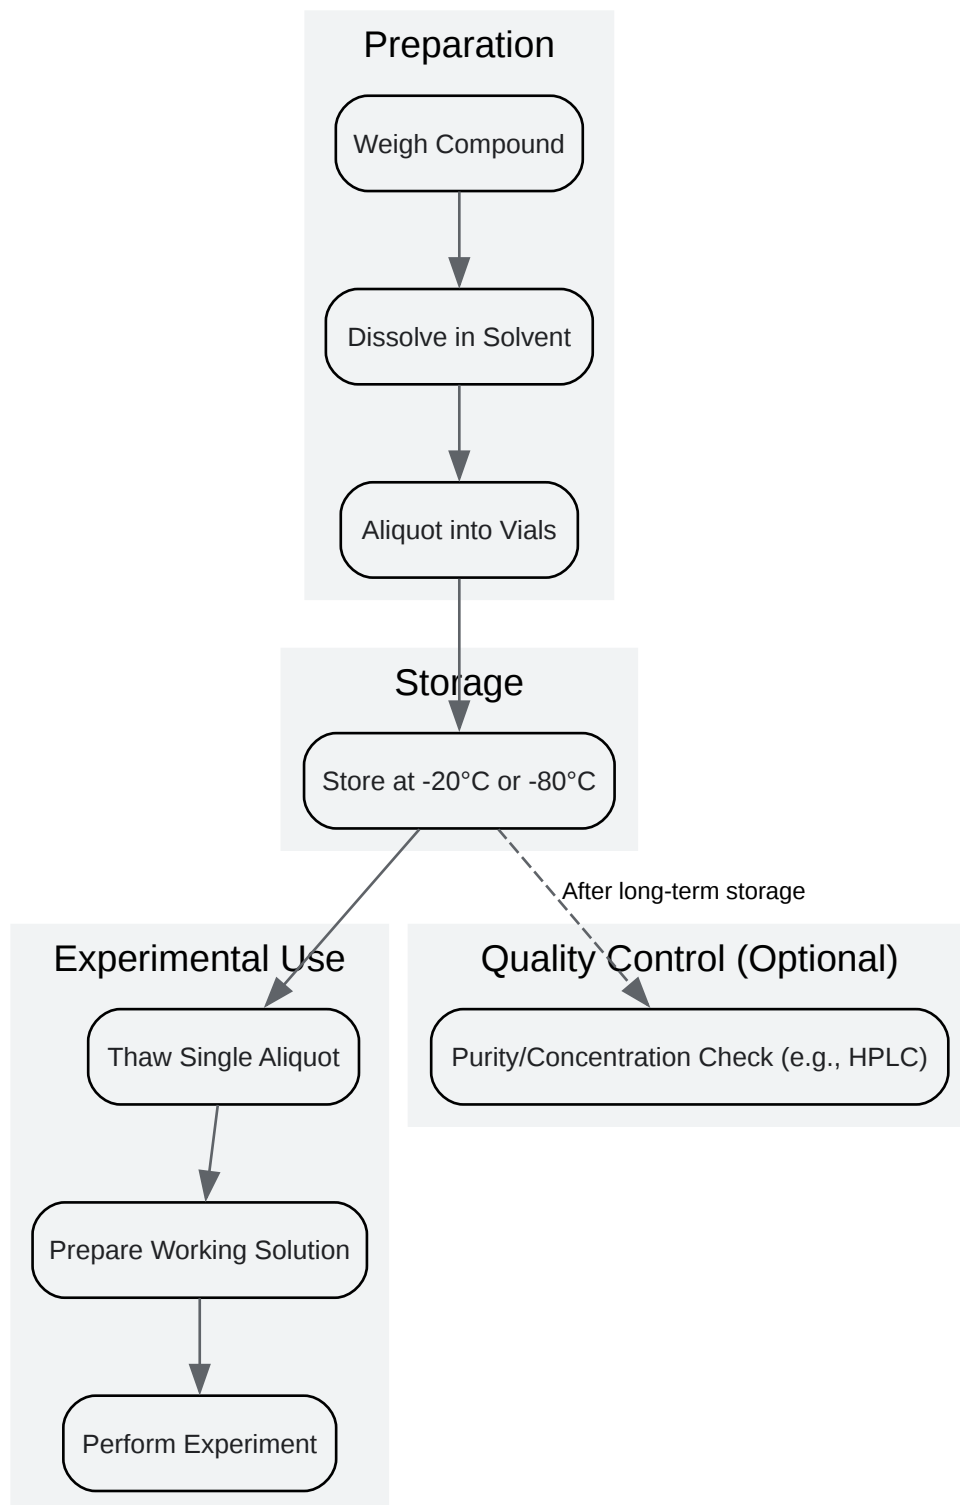 Preparation
Weigh Compound
Dissolve in Solvent
Aliquot into Vials
Storage
Store at -20°C or -80°C
After long-term storage
Experimental Use
Thaw Single Aliquot
Prepare Working Solution
Perform Experiment
Quality Control (Optional)
Purity/Concentration Check (e.g., HPLC)